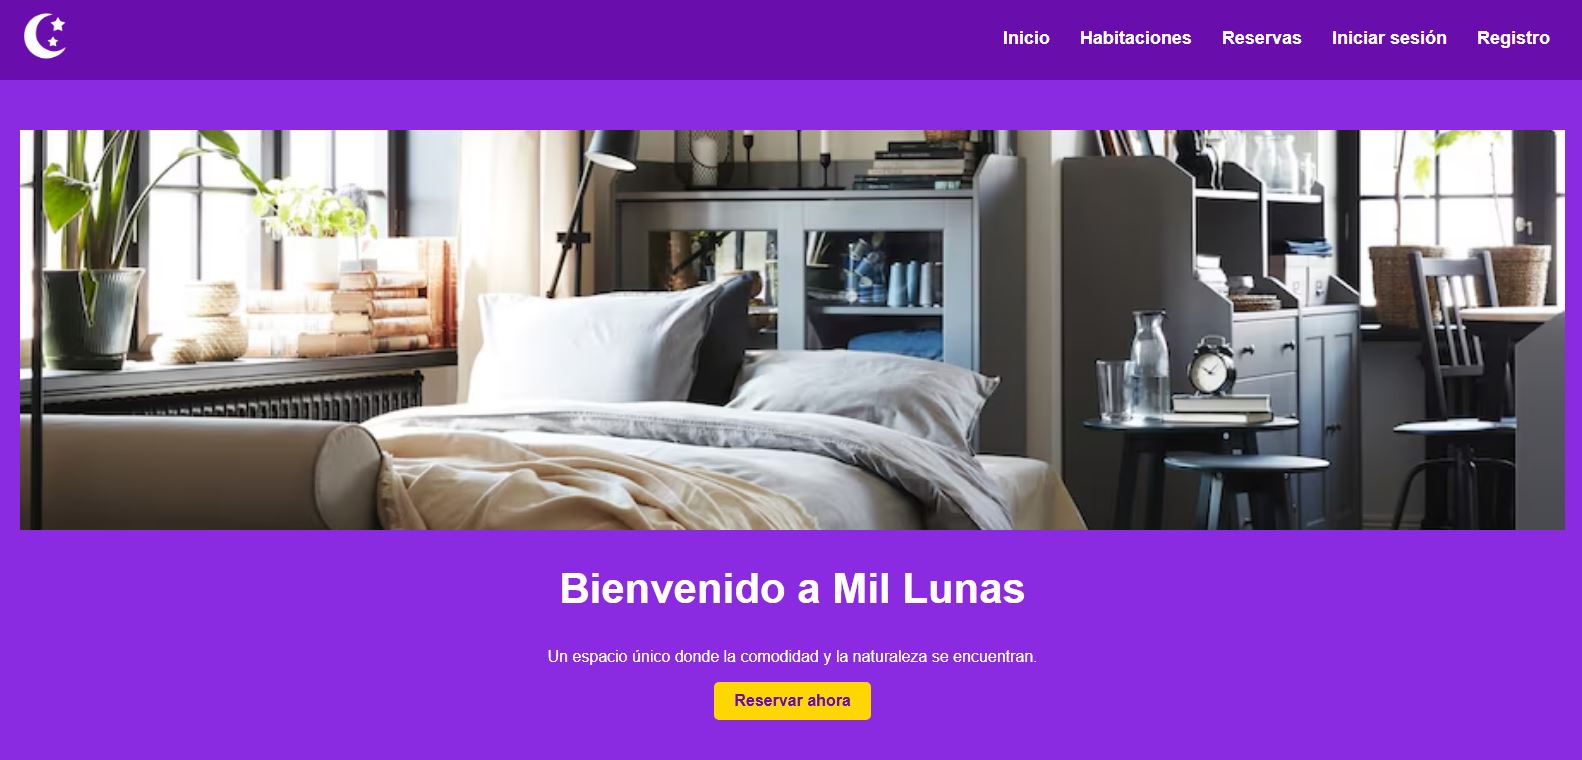 Inicio Habitaciones Reservas Iniciar sesión Registro
Bienvenido a Mil Lunas
Un espacio único donde la comodidad y la naturaleza se encuentran.
Reservar ahora